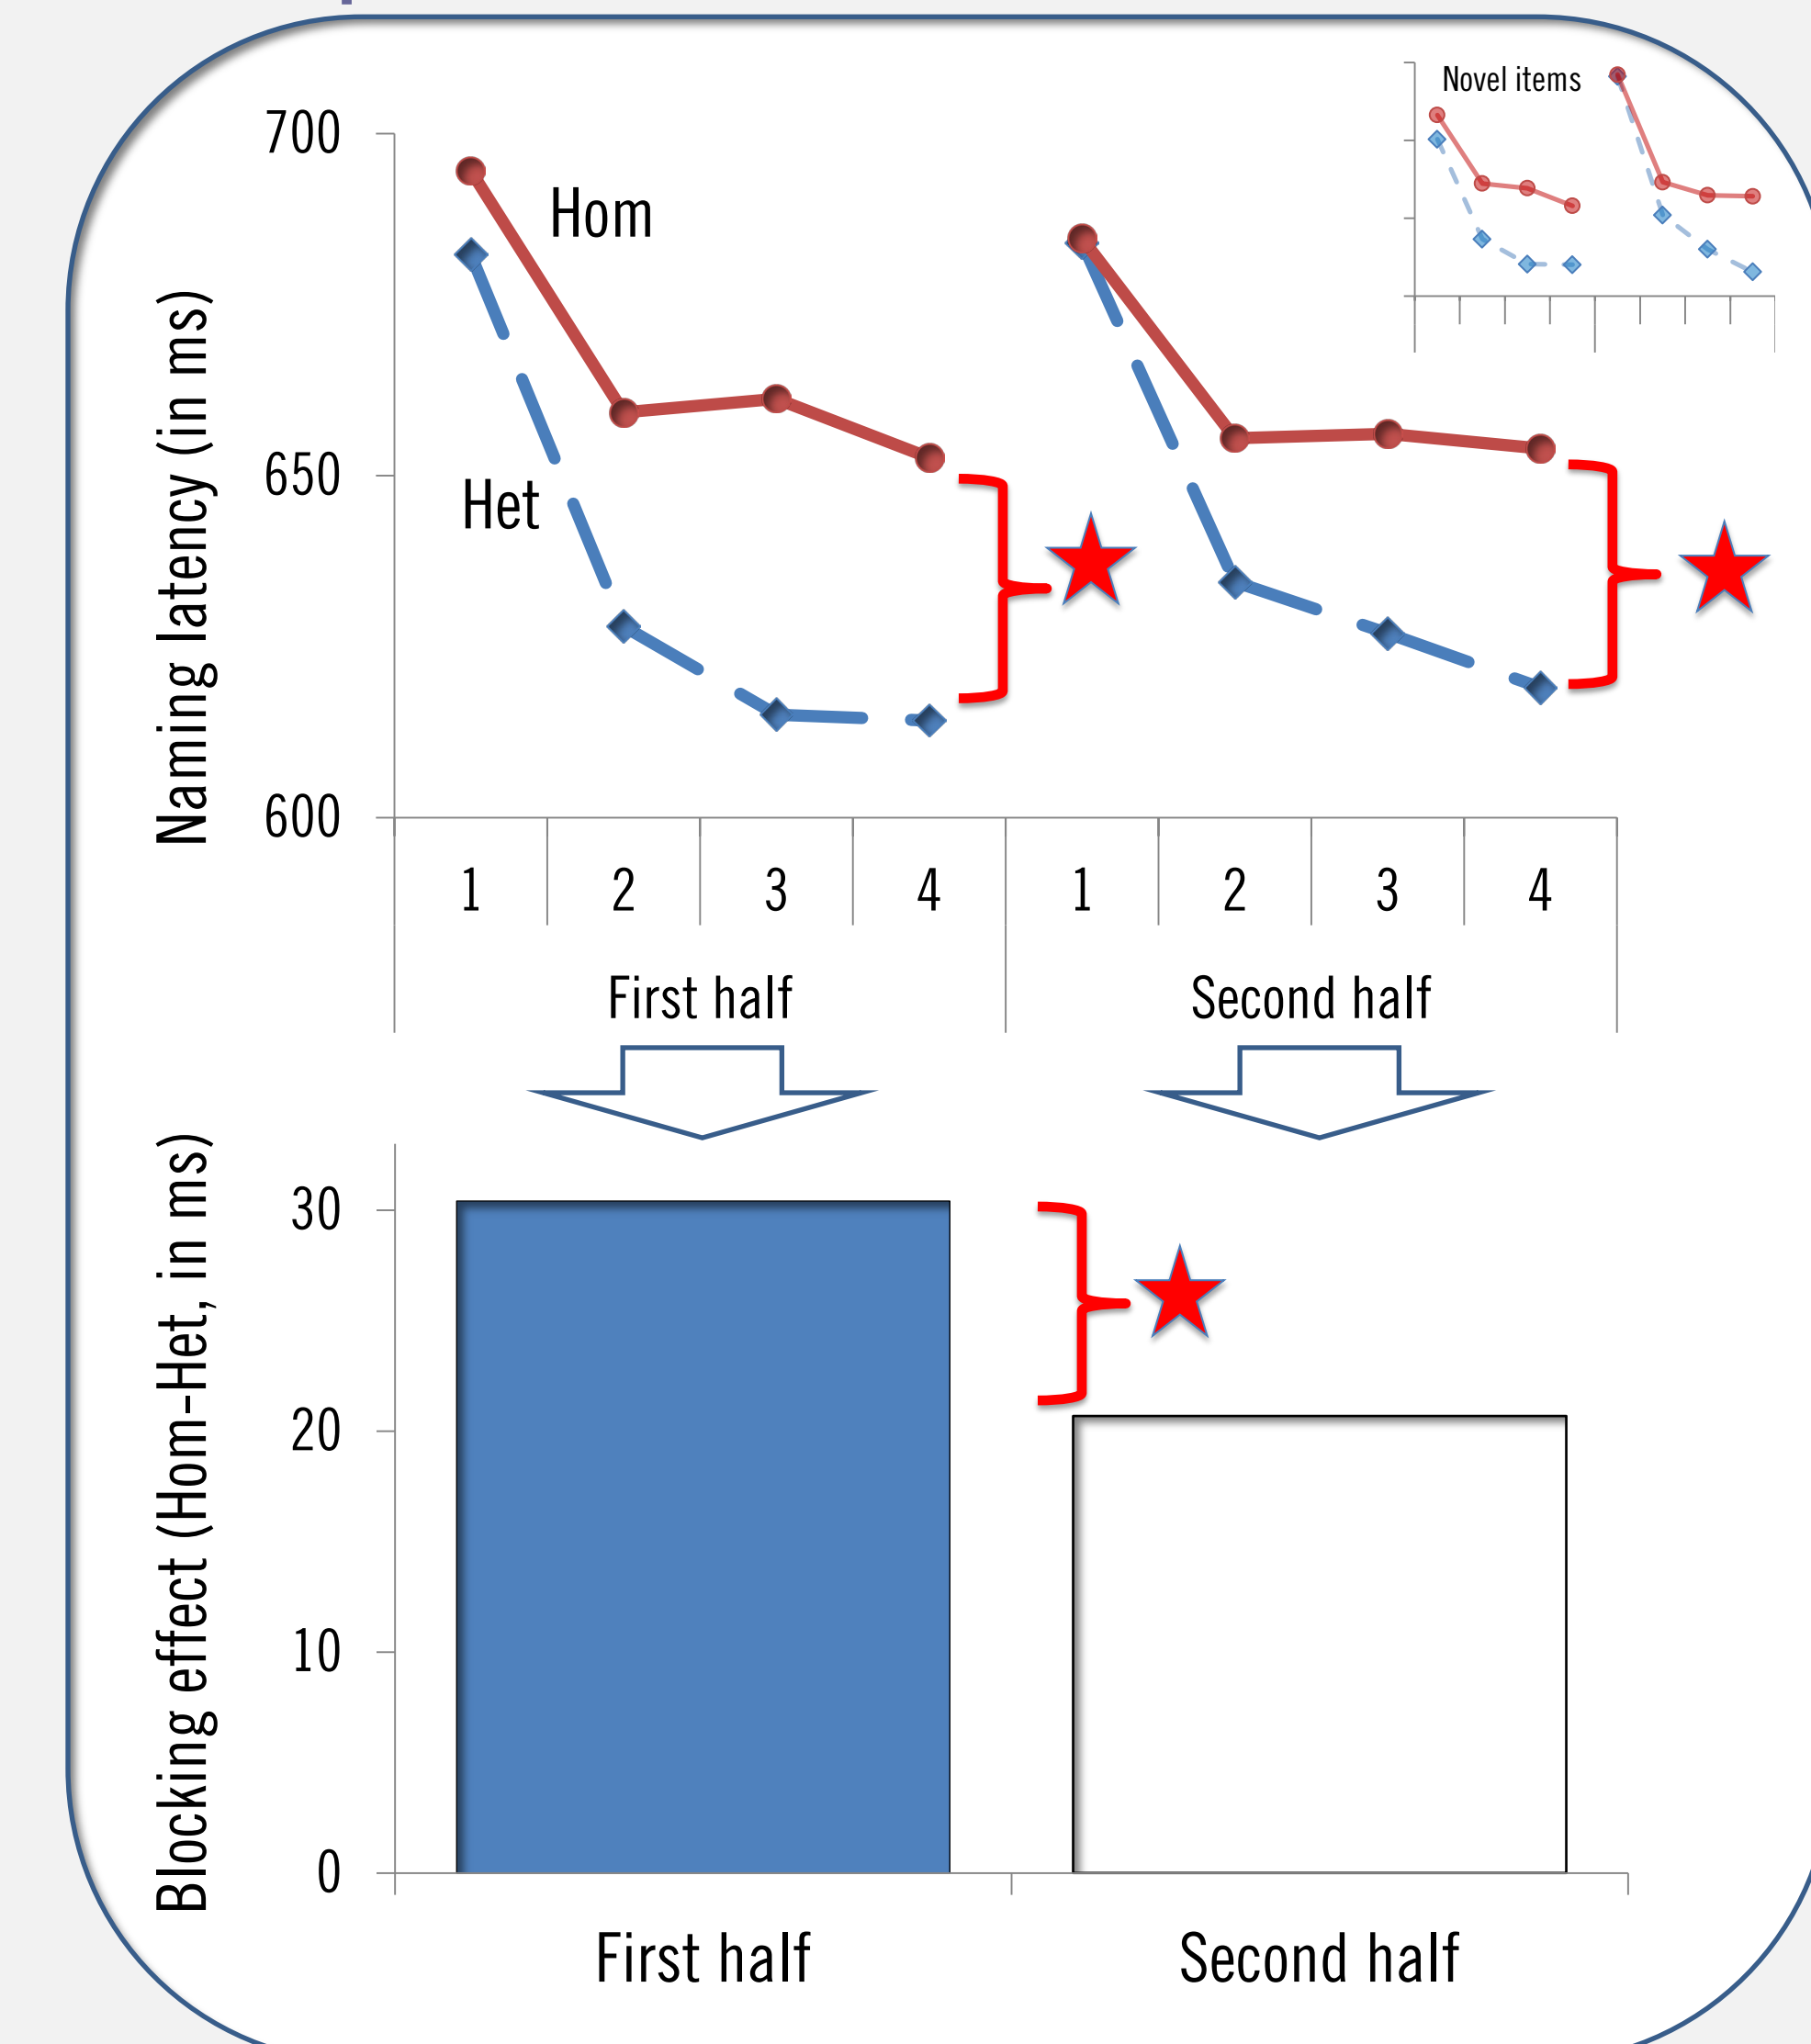 Novel items
700
Hom
650
Het
600
Naming latency (in ms)
1 2 3 4 1 2 3 4
First half Second half
30
20
10
0
Blocking effect (Hom-Het, in ms)
First half Second half